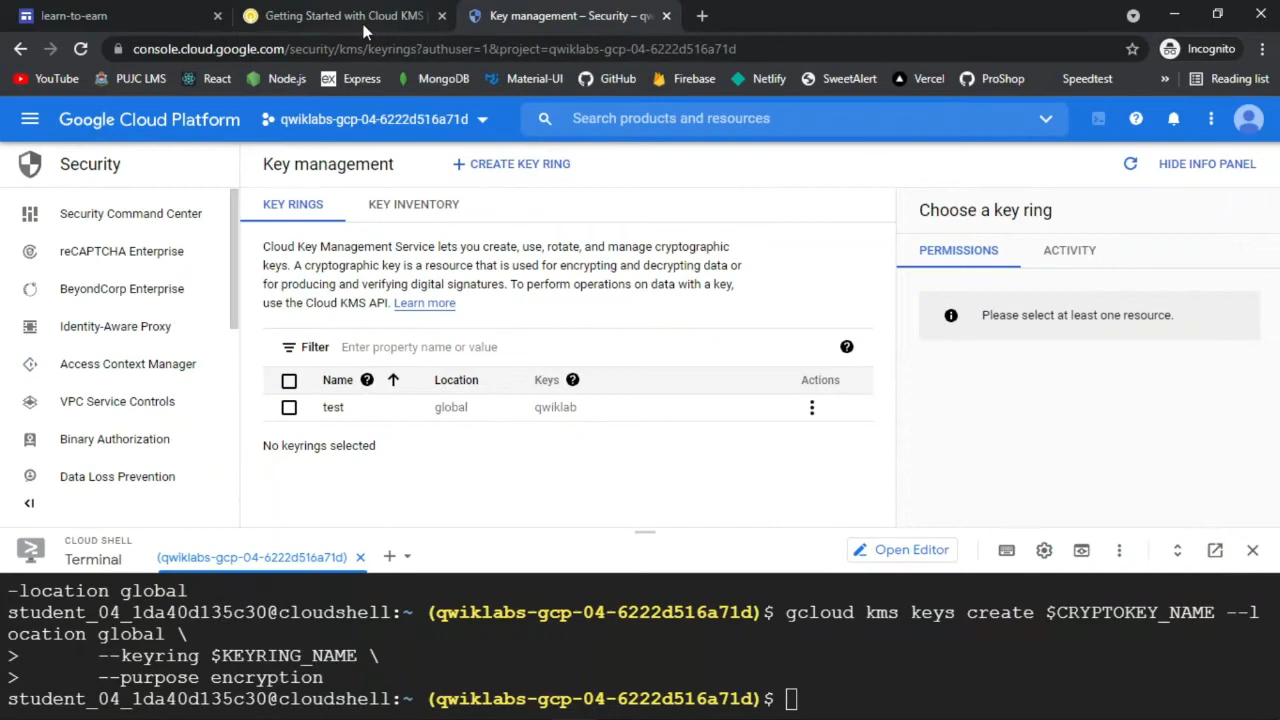 learn-to-earn
Getting Started with Cloud KMS
Key management – Security – qw
console.cloud.google.com/security/kms/keyrings?authuser=1&project=qwiklabs-gcp-04-6222d516a71d
Incognito
YouTube
PUJC LMS
React
Node.js
ex
Express
MongoDB
Material-UI
GitHub
Firebase
Netlify
SweetAlert
Vercel
ProShop
Speedtest
»
Reading list
Google Cloud Platform
qwiklabs-gcp-04-6222d516a71d
Search products and resources
Security
Key management
+ CREATE KEY RING
HIDE INFO PANEL
Security Command Center
reCAPTCHA Enterprise
BeyondCorp Enterprise
Identity-Aware Proxy
Access Context Manager
VPC Service Controls
Binary Authorization
Data Loss Prevention
KEY RINGS
KEY INVENTORY
Cloud Key Management Service lets you create, use, rotate, and manage cryptographic
keys. A cryptographic key is a resource that is used for encrypting and decrypting data or
for producing and verifying digital signatures. To perform operations on data with a key,
use the Cloud KMS API. Learn more
Filter Enter property name or value
Name Location Keys Actions
test global qwiklab
No keyrings selected
Choose a key ring
PERMISSIONS
ACTIVITY
Please select at least one resource.
CLOUD SHELL
Terminal
(qwiklabs-gcp-04-6222d516a71d)
Open Editor
-location global
student_04_1da40d135c30@cloudshell:~ (qwiklabs-gcp-04-6222d516a71d)$ gcloud kms keys create $CRYPTOKEY_NAME --l
ocation global \
> --keyring $KEYRING_NAME \
> --purpose encryption
student_04_1da40d135c30@cloudshell:~ (qwiklabs-gcp-04-6222d516a71d)$